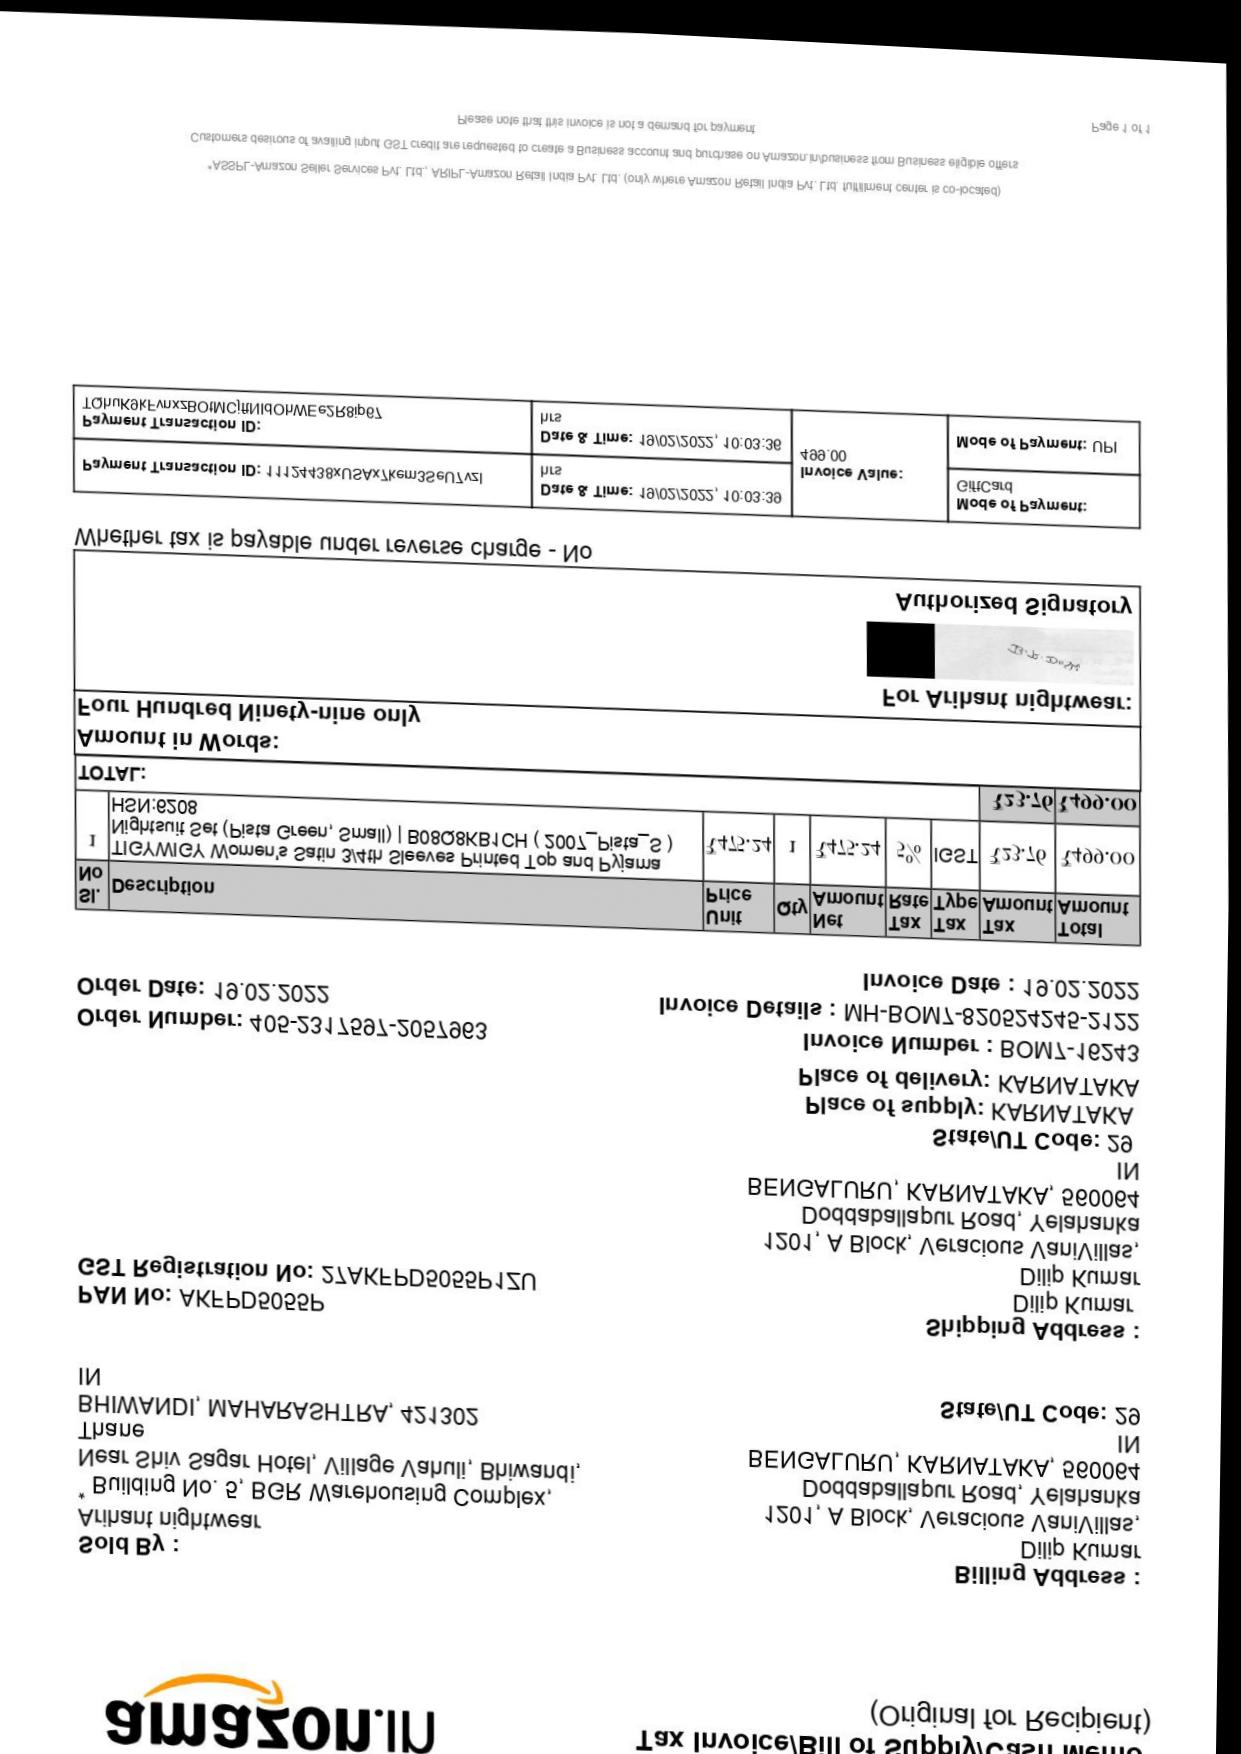 amazon.in
Tax Invoice/Bill of Supply/Cash Memo
(Original for Recipient)
Sold By :
Arihant nightwear
* Building No. 5, BGR Warehousing Complex,
Near Shiv Sagar Hotel, Village Vahuli, Bhiwandi,
Thane
BHIWANDI, MAHARASHTRA, 421302
IN
Billing Address :
Dilip Kumar
1201, A Block, Veracious VaniVillas,
Doddaballapur Road, Yelahanka
BENGALURU, KARNATAKA, 560064
IN
State/UT Code: 29
PAN No: AKFPD5055P
GST Registration No: 27AKFPD5055P1ZU
Shipping Address :
Dilip Kumar
Dilip Kumar
1201, A Block, Veracious VaniVillas,
Doddaballapur Road, Yelahanka
BENGALURU, KARNATAKA, 560064
IN
State/UT Code: 29
Place of supply: KARNATAKA
Place of delivery: KARNATAKA
Order Number: 405-2317597-2057963
Order Date: 19.02.2022
Invoice Number : BOM7-16243
Invoice Details : MH-BOM7-820524245-2122
Invoice Date : 19.02.2022
Sl. No Description Unit Price Qty Net Amount Tax Rate Tax Type Tax Amount Total Amount
1 TIGYWIGY Women's Satin 3/4th Sleeves Printed Top and Pyjama
Nightsuit Set (Pista Green, Small) | B08Q8KB1CH ( 2007_Pista_S )
HSN:6208
₹475.24 1 ₹475.24 5% IGST ₹23.76 ₹499.00
TOTAL: ₹23.76 ₹499.00
Amount in Words:
Four Hundred Ninety-nine only
For Arihant nightwear:
Authorized Signatory
Whether tax is payable under reverse charge - No
Payment Transaction ID: 11124438xUSAx7kem3SeU7vzI
Date & Time: 19/02/2022, 10:03:39
hrs
Invoice Value:
499.00
Mode of Payment:
GiftCard
Payment Transaction ID:
TQhuK9kFvnxzBOtMCjftNIdOhWEe2R8Ip67
Date & Time: 19/02/2022, 10:03:36
hrs
Mode of Payment: UPI
*ASSPL-Amazon Seller Services Pvt. Ltd., ARIPL-Amazon Retail India Pvt. Ltd. (only where Amazon Retail India Pvt. Ltd. fulfillment center is co-located)
Customers desirous of availing input GST credit are requested to create a Business account and purchase on Amazon.in/business from Business eligible offers
Please note that this invoice is not a demand for payment
Page 1 of 1